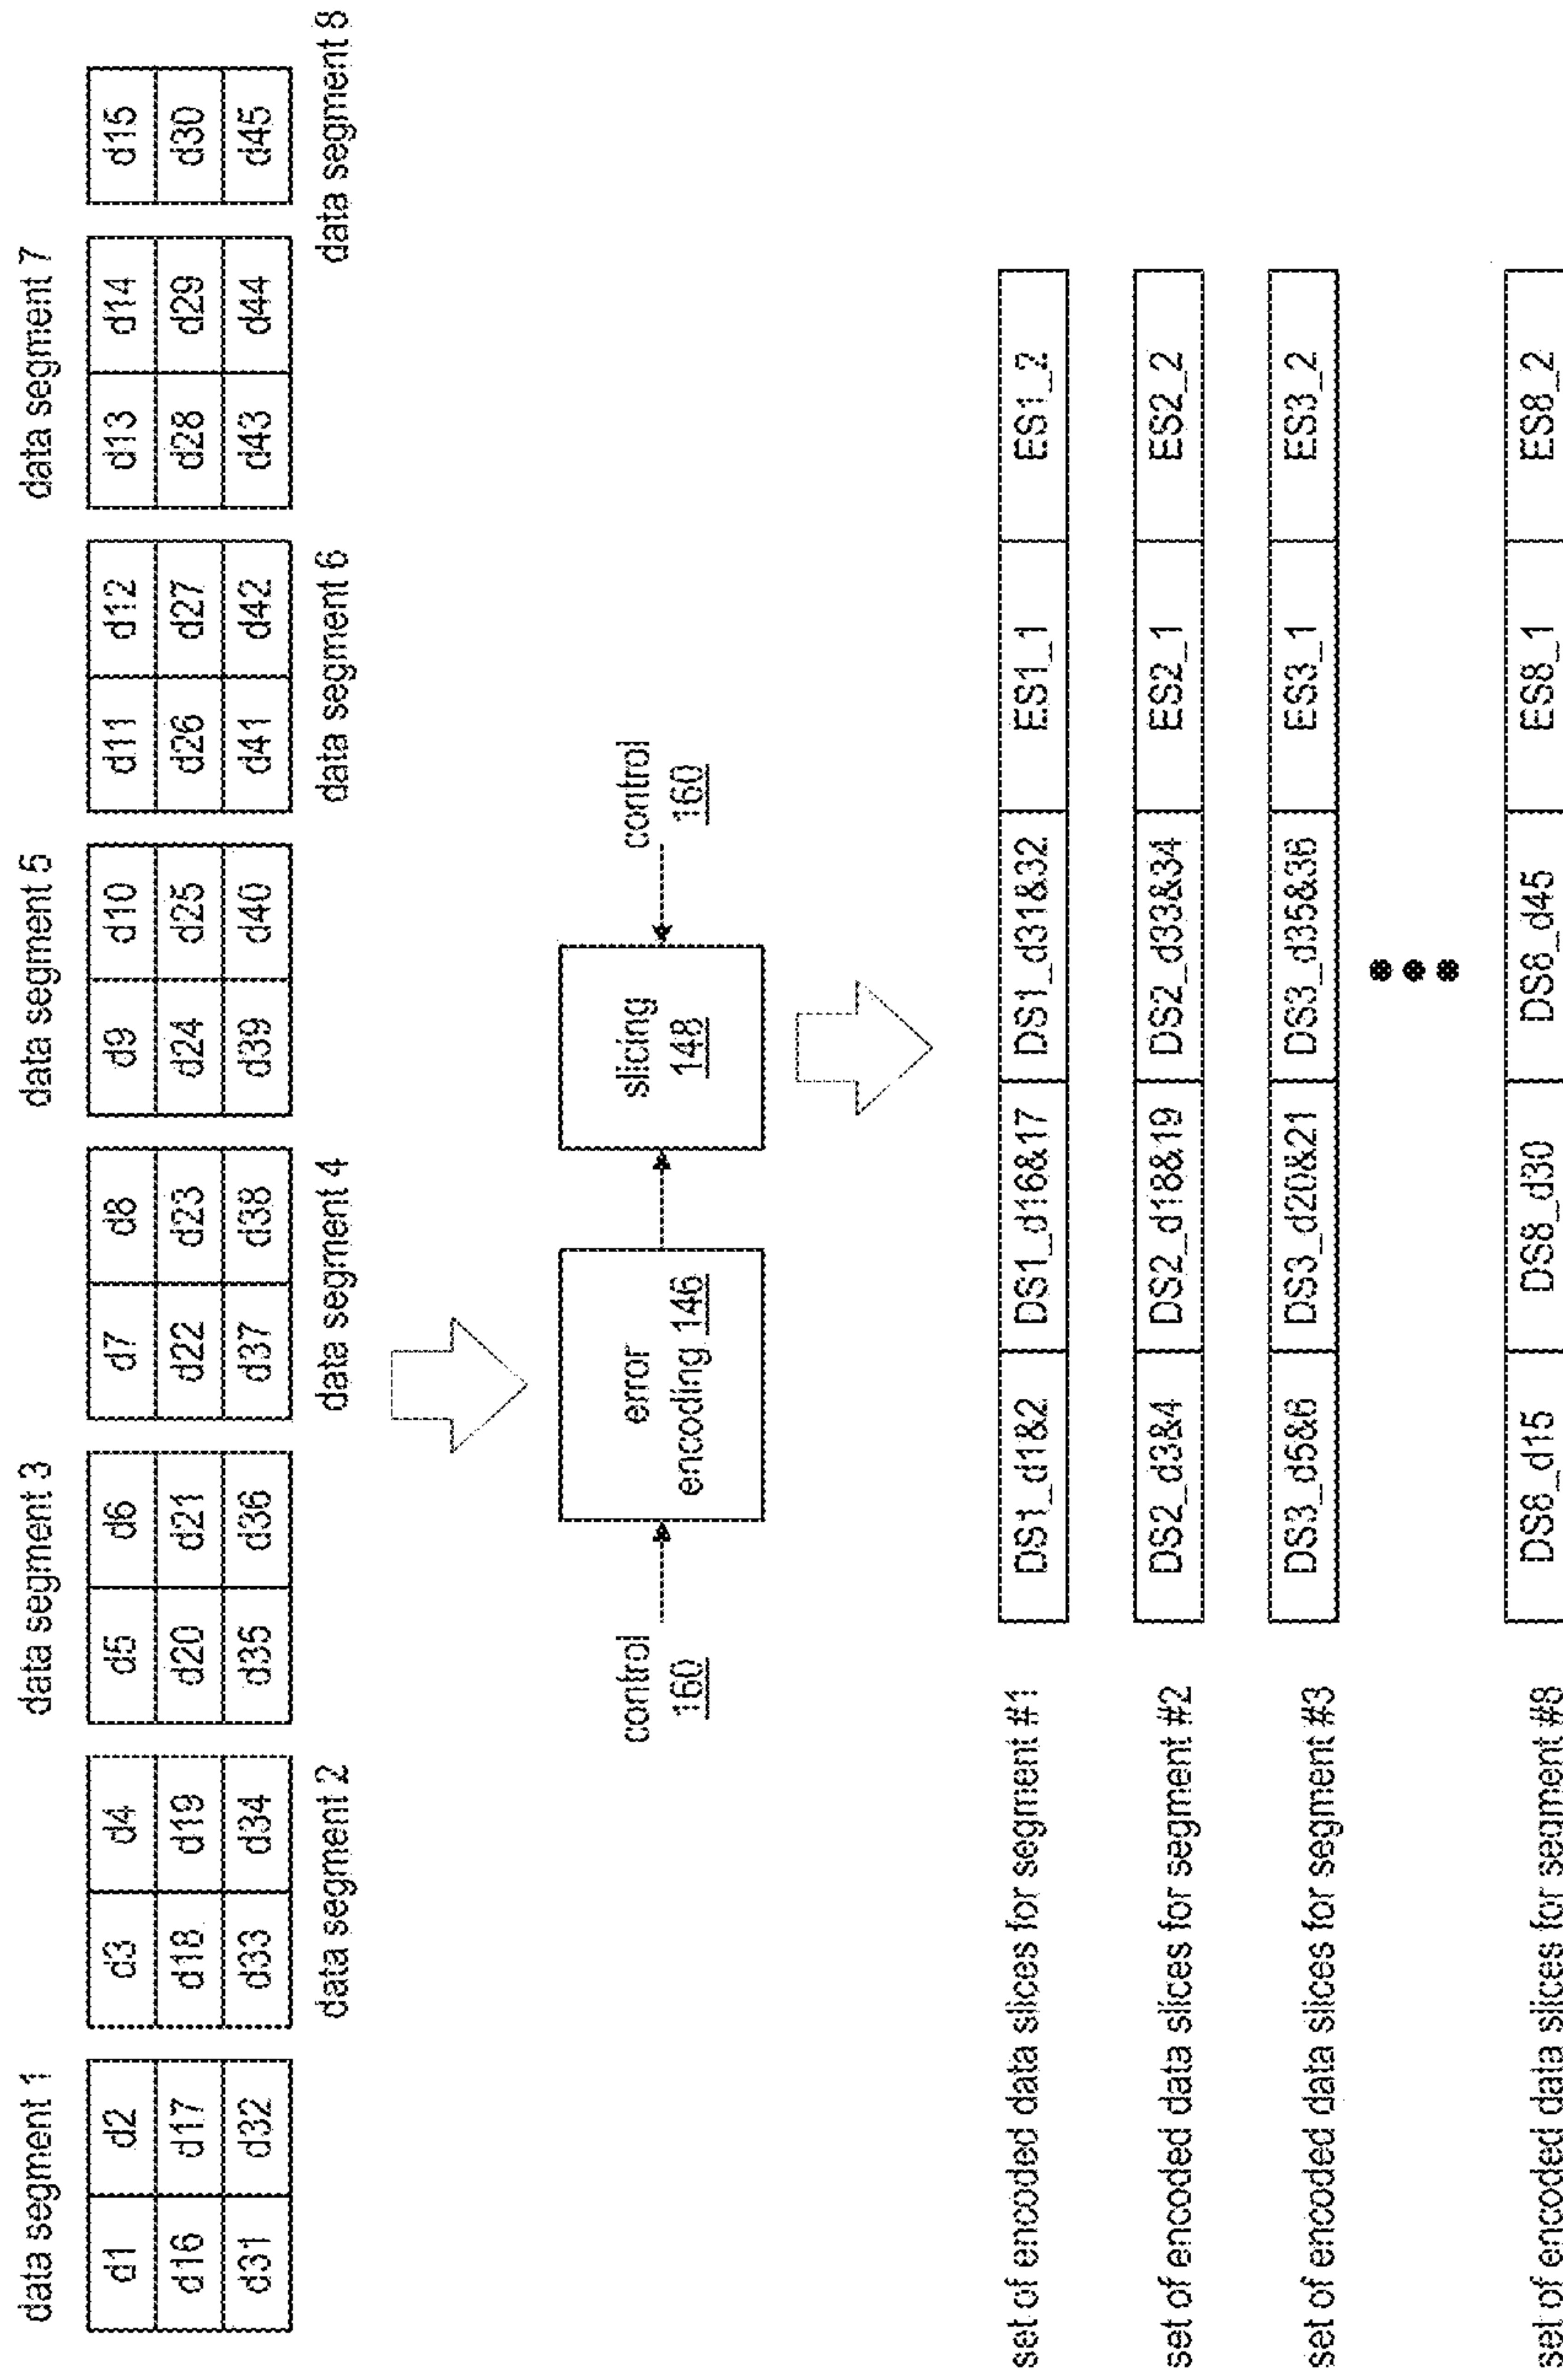 data segment 1
data segment 3
data segment 5
data segment 7
d1 d2 d3 d4 d5 d6 d7 d8 d9 d10 d11 d12 d13 d14 d15
d16 d17 d18 d19 d20 d21 d22 d23 d24 d25 d26 d27 d28 d29 d30
d31 d32 d33 d34 d35 d36 d37 d38 d39 d40 d41 d42 d43 d44 d45
data segment 2
data segment 4
data segment 6
data segment 8
control
160
error
encoding 146
slicing
148
control
160
set of encoded data slices for segment #1 DS1_d1&2 DS1_d16&17 DS1_d31&32 ES1_1 ES1_2
set of encoded data slices for segment #2 DS2_d3&4 DS2_d18&19 DS2_d33&34 ES2_1 ES2_2
set of encoded data slices for segment #3 DS3_d5&6 DS3_d20&21 DS3_d35&36 ES3_1 ES3_2
set of encoded data slices for segment #8 DS8_d15 DS8_d30 DS8_d45 ES8_1 ES8_2